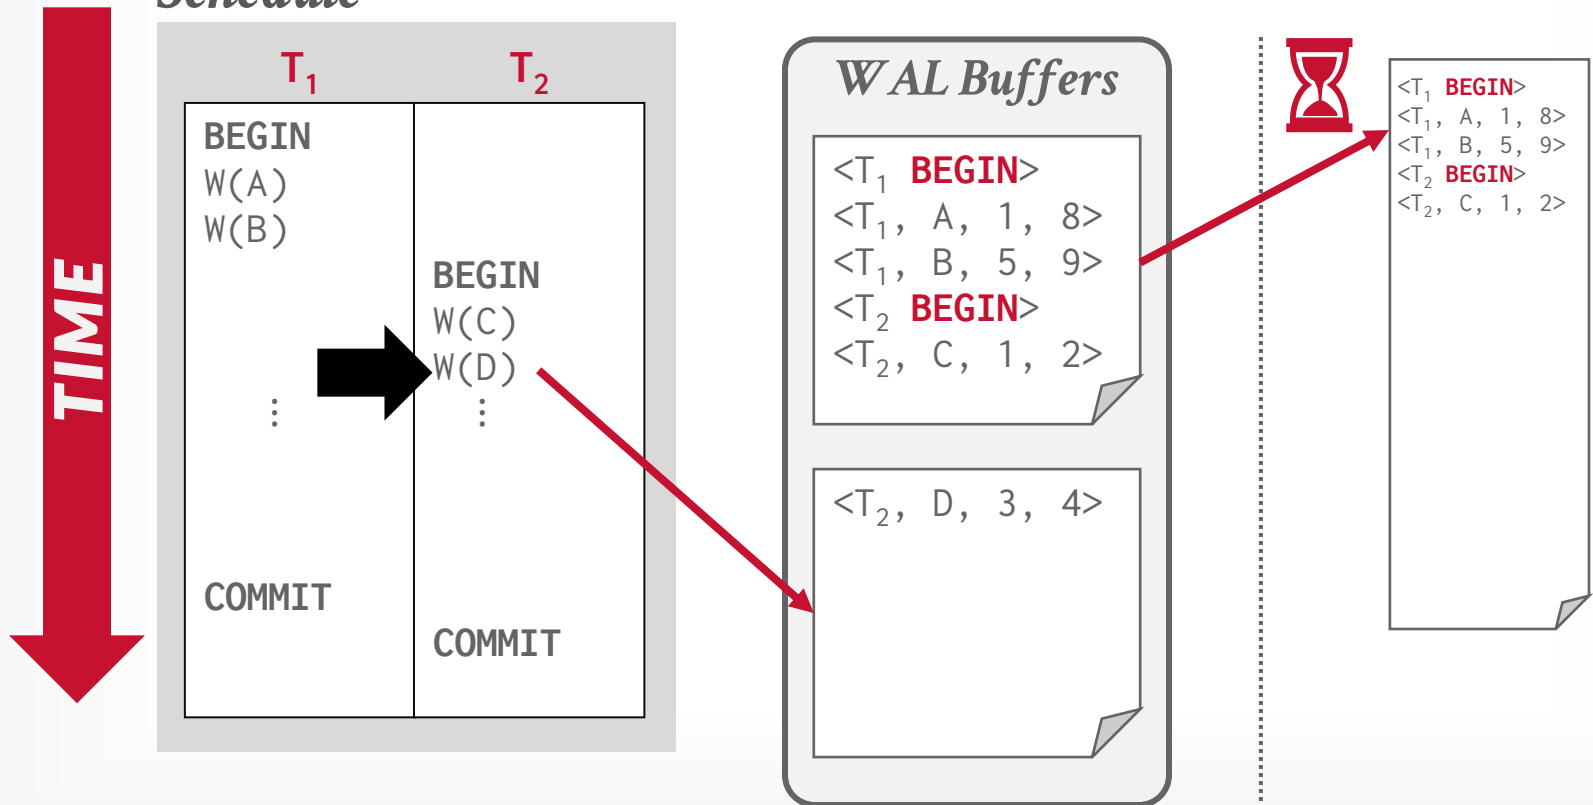 Schedule
TIME
T1
T2
BEGIN
W(A)
W(B)
⋮
COMMIT
BEGIN
W(C)
W(D)
⋮
COMMIT
WAL Buffers
<T1 BEGIN>
<T1, A, 1, 8>
<T1, B, 5, 9>
<T2 BEGIN>
<T2, C, 1, 2>
<T2, D, 3, 4>
<T1 BEGIN>
<T1, A, 1, 8>
<T1, B, 5, 9>
<T2 BEGIN>
<T2, C, 1, 2>